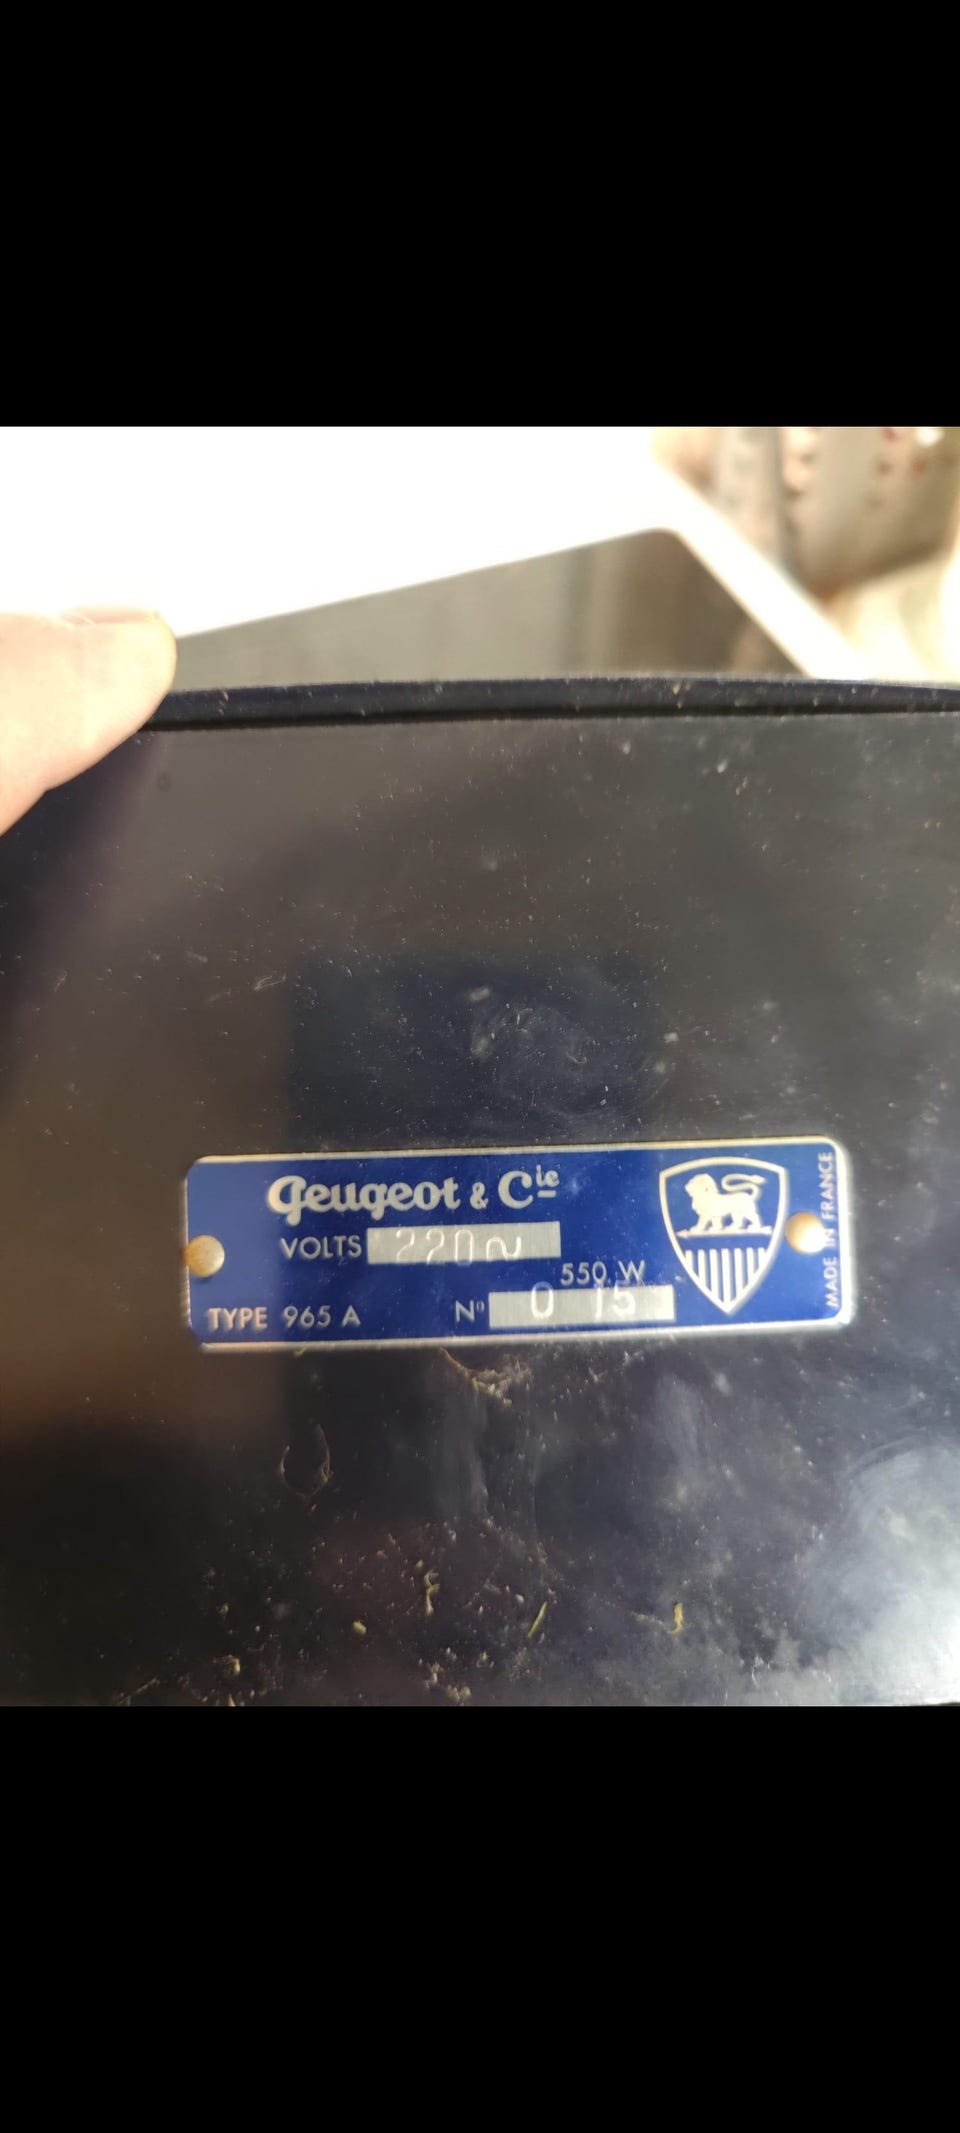 Peugeot & Cie
VOLTS 220~
550 W
TYPE 965 A N° 0 15
MADE IN FRANCE